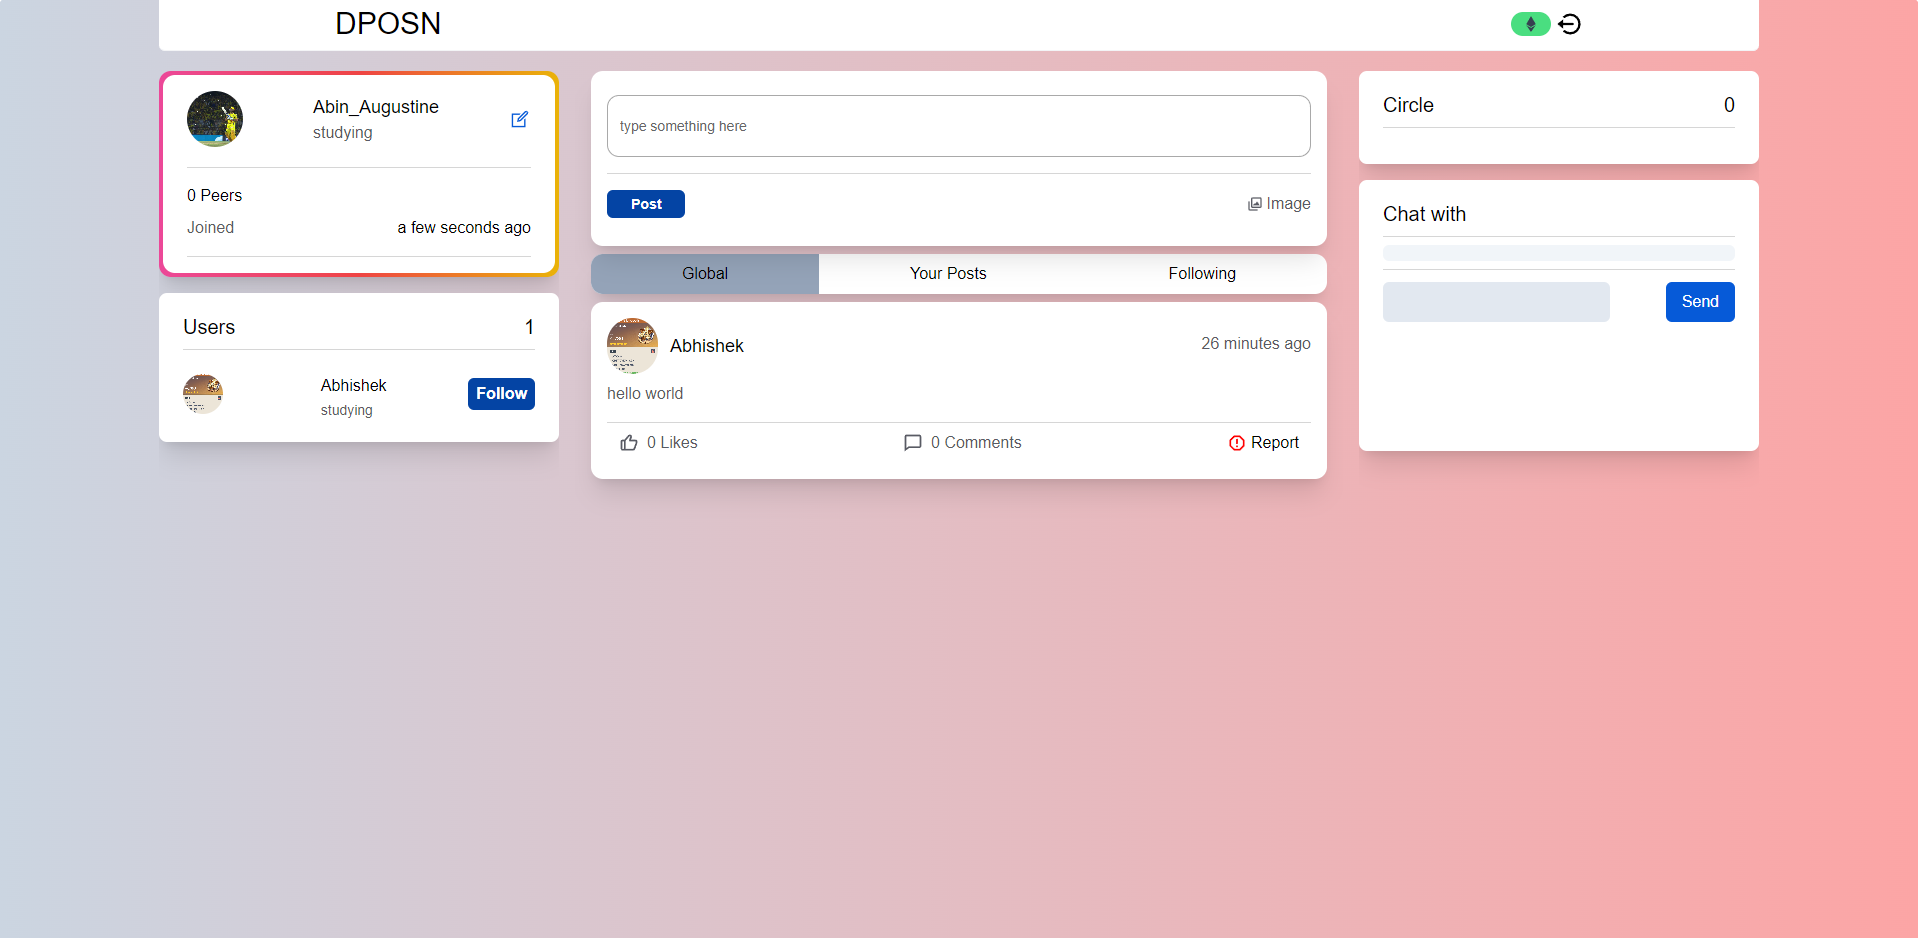 DPOSN
Abin_Augustine
studying
0 Peers
Joined a few seconds ago
Users 1
Abhishek
studying
Follow
type something here
Post
Image
Global Your Posts Following
Abhishek
26 minutes ago
hello world
0 Likes 0 Comments Report
Circle 0
Chat with
Send